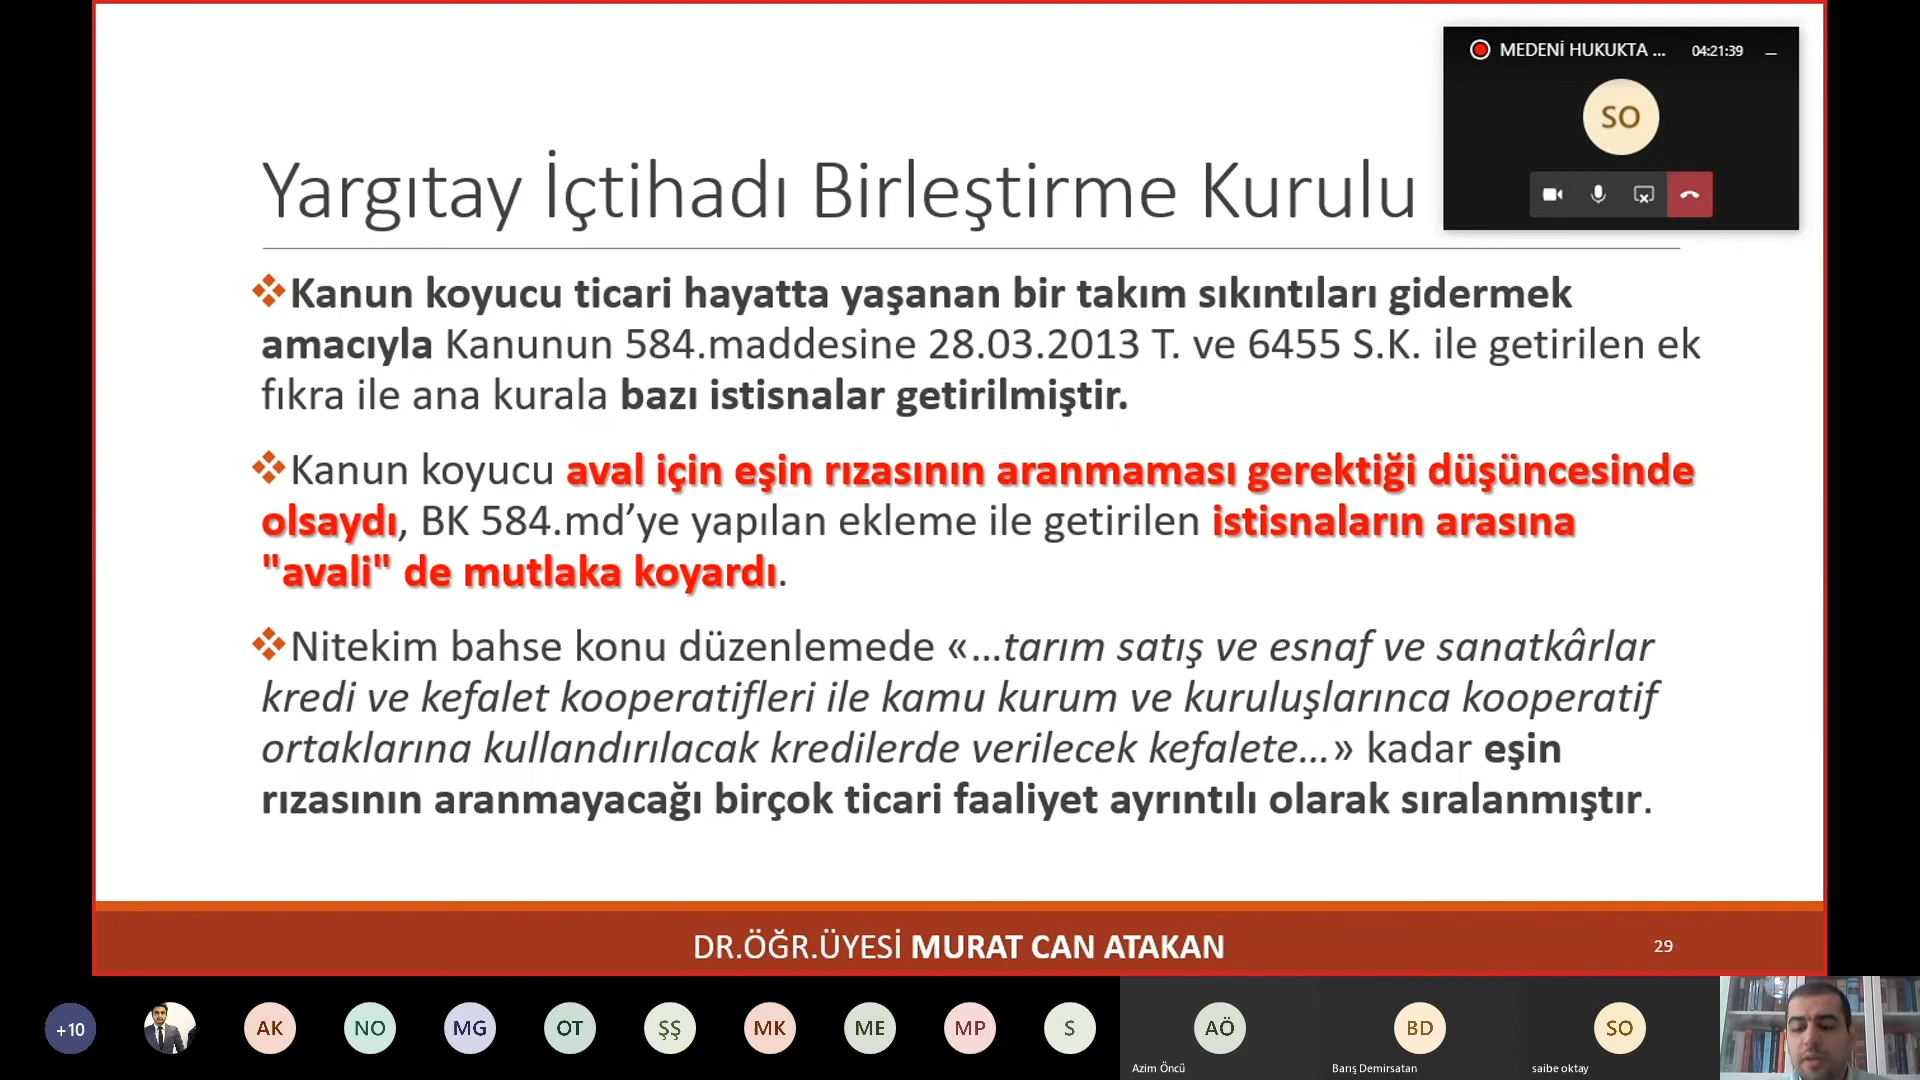 MEDENİ HUKUKTA ... 04:21:39
SO
Yargıtay İçtihadı Birleştirme Kurulu
Kanun koyucu ticari hayatta yaşanan bir takım sıkıntıları gidermek
amacıyla Kanunun 584.maddesine 28.03.2013 T. ve 6455 S.K. ile getirilen ek
fıkra ile ana kurala bazı istisnalar getirilmiştir.
Kanun koyucu aval için eşin rızasının aranmaması gerektiği düşüncesinde
olsaydı, BK 584.md’ye yapılan ekleme ile getirilen istisnaların arasına
"avali" de mutlaka koyardı.
Nitekim bahse konu düzenlemede «…tarım satış ve esnaf ve sanatkârlar
kredi ve kefalet kooperatifleri ile kamu kurum ve kuruluşlarınca kooperatif
ortaklarına kullandırılacak kredilerde verilecek kefalete…» kadar eşin
rızasının aranmayacağı birçok ticari faaliyet ayrıntılı olarak sıralanmıştır.
DR.ÖĞR.ÜYESİ MURAT CAN ATAKAN
29
+10 AK NO MG OT ŞŞ MK ME MP S AÖ BD SO
Azim Öncü Barış Demirsatan saibe oktay